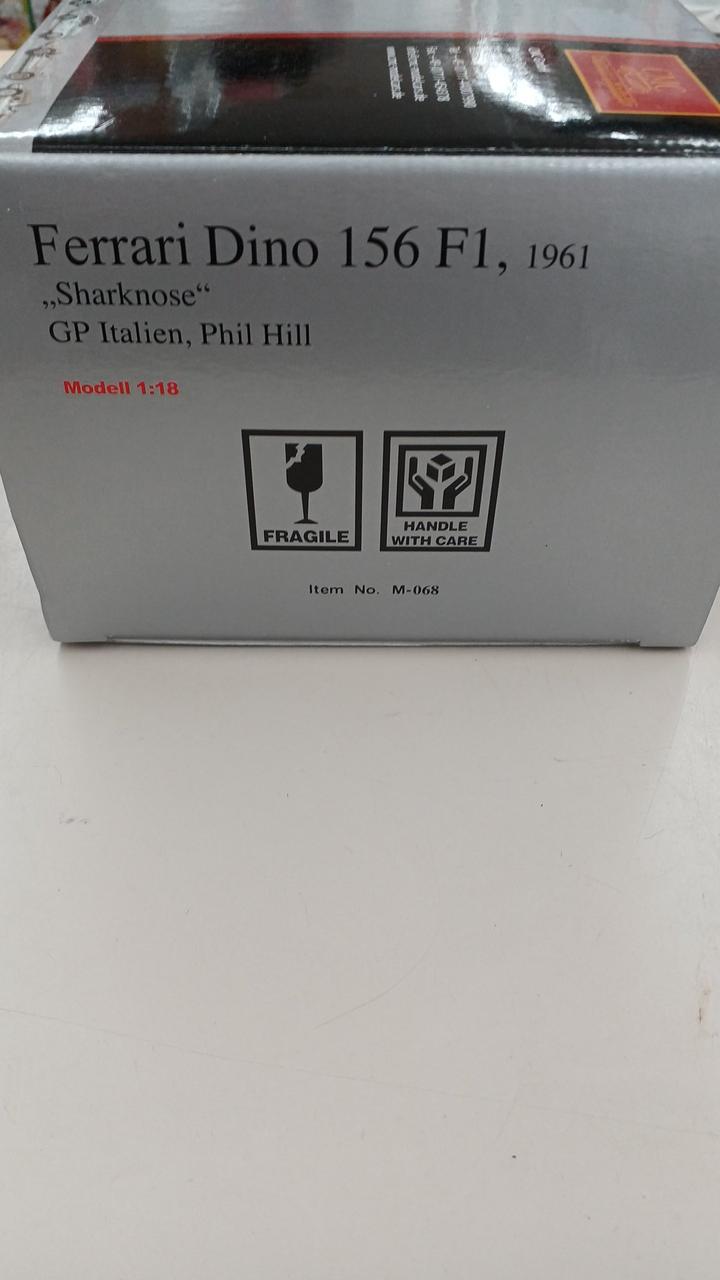 Ferrari Dino 156 F1, 1961
„Sharknose“
GP Italien, Phil Hill
Modell 1:18
FRAGILE
HANDLE
WITH CARE
Item No. M-068